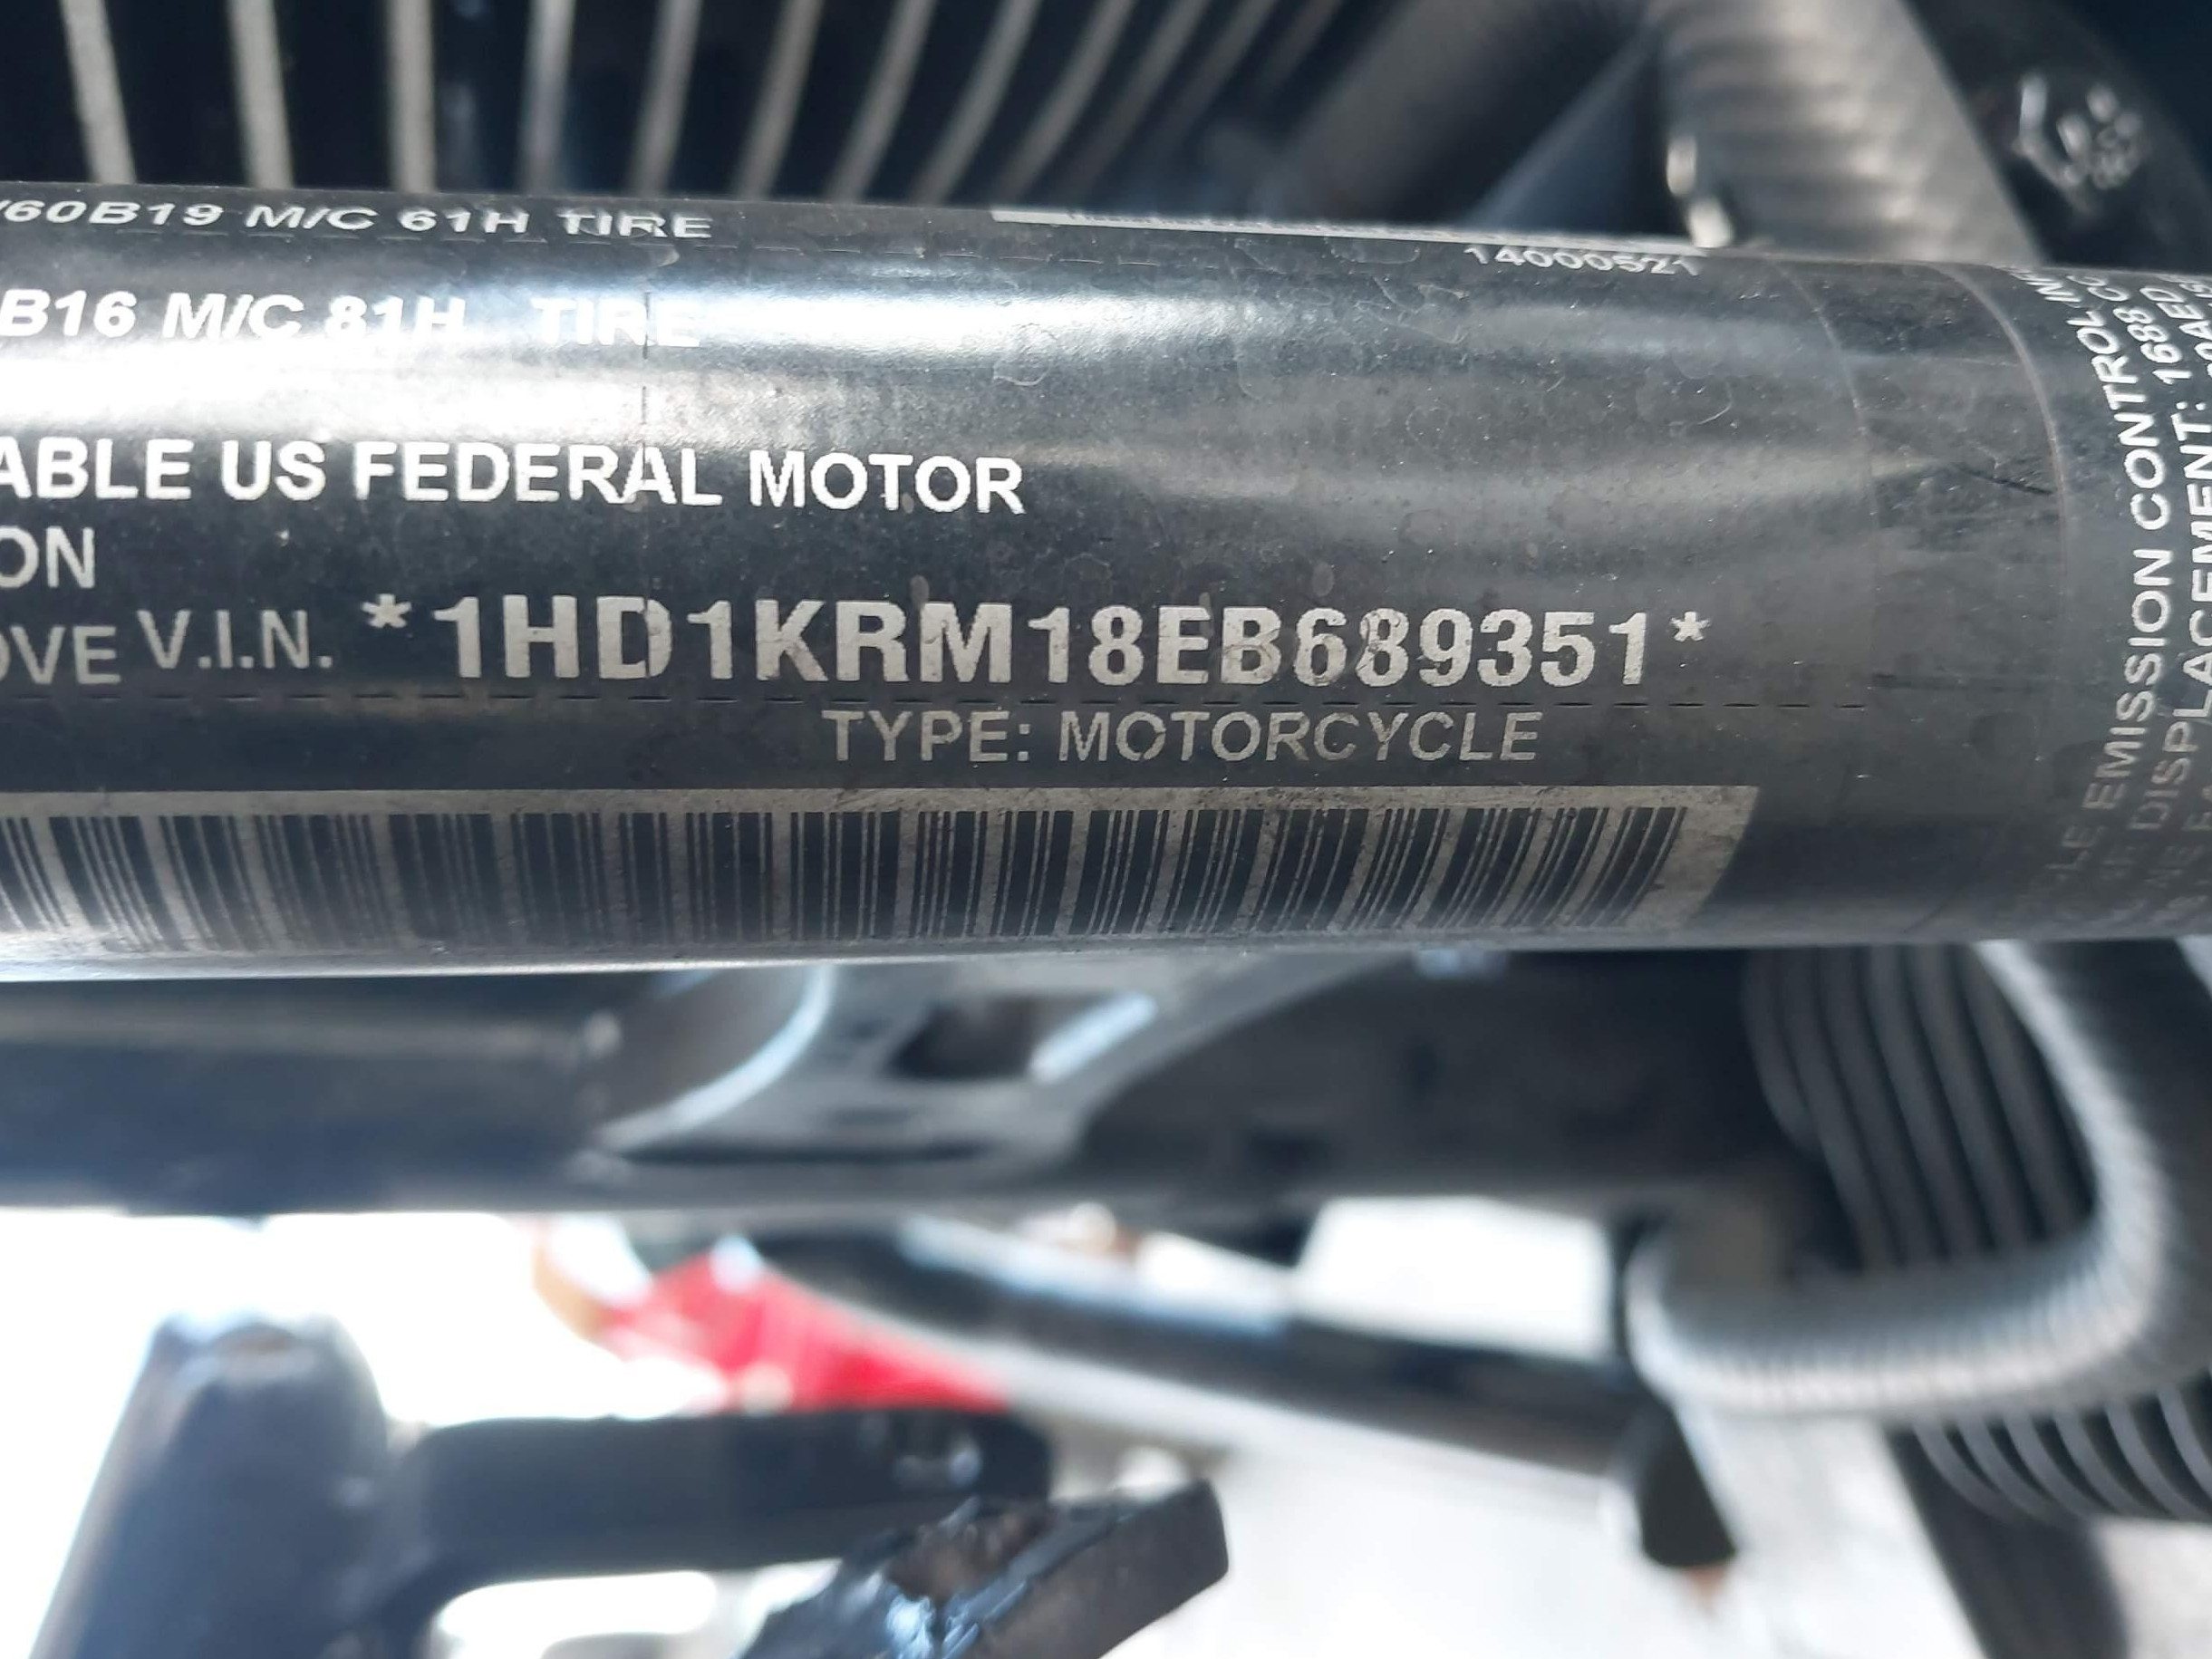 /60B19 M/C 61H TIRE
14000521
B16 M/C 81H TIRE
ABLE US FEDERAL MOTOR
ON
OVE V.I.N. *1HD1KRM18EB689351*
TYPE: MOTORCYCLE
LE EMISSION CONTROL
DISPLACEMENT: 1688 C